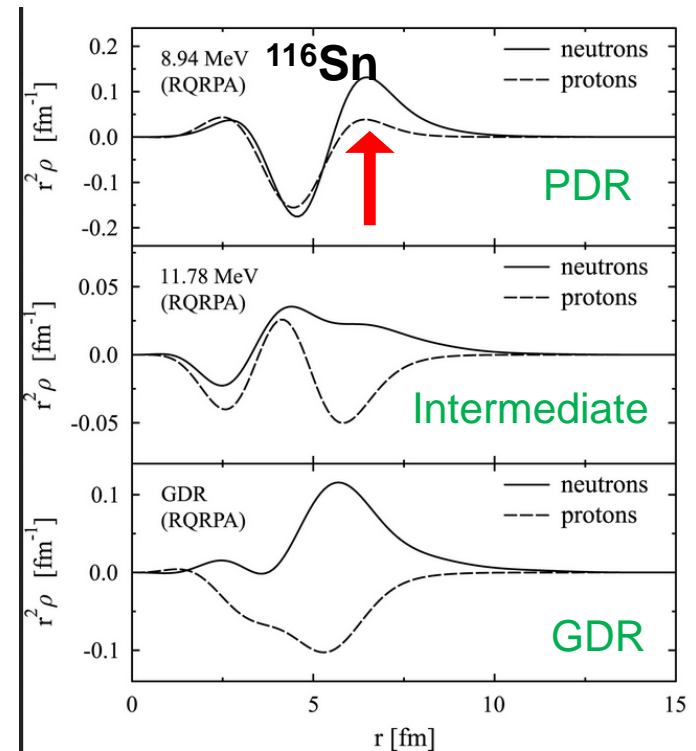 ¹¹⁶Sn
8.94 MeV
(RQRPA)
neutrons
protons
PDR
0.2
0.1
0.0
-0.1
-0.2
r²ρ [fm⁻¹]
11.78 MeV
(RQRPA)
neutrons
protons
Intermediate
0.05
0.00
-0.05
r²ρ [fm⁻¹]
GDR
(RQRPA)
neutrons
protons
GDR
0.1
0.0
-0.1
r²ρ [fm⁻¹]
0 5 10 15
r [fm]